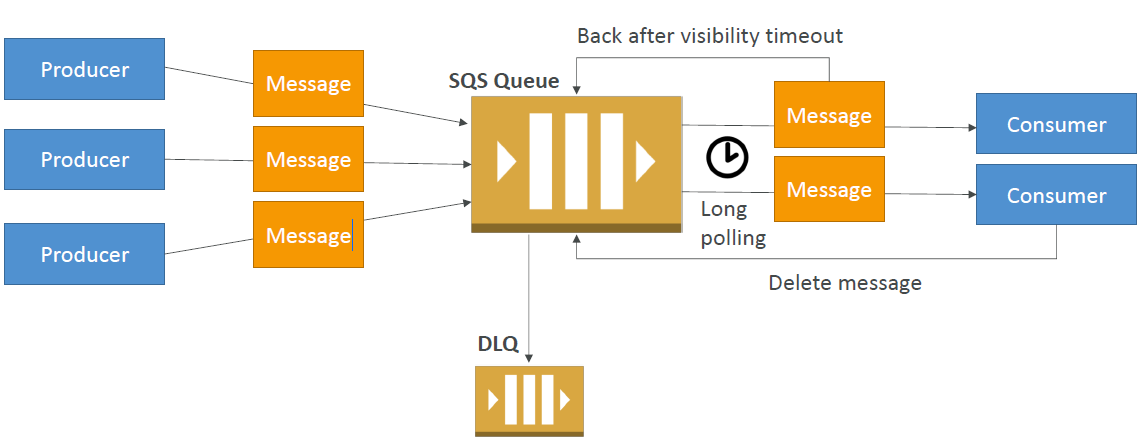 Back after visibility timeout
Producer
Message
SQS Queue
Message
Consumer
Producer
Message
Message
Consumer
Long
polling
Producer
Message
Delete message
DLQ